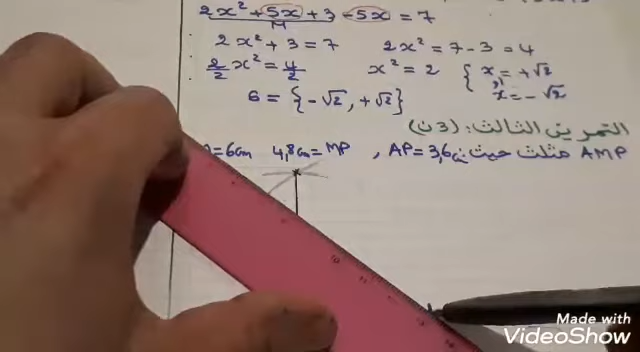 2x² + 5x + 3 - 5x = 7
M
2x² + 3 = 7    2x² = 7 - 3 = 4
2/2 x² = 4/2    x² = 2 { x = +√2
x = -√2
6 = {-√2, +√2}
التمرين الثالث: (3ن)
AMP مثلث حيث AP = 3,6cm , 4,8cm = MP = 6cm
Made with
VideoShow